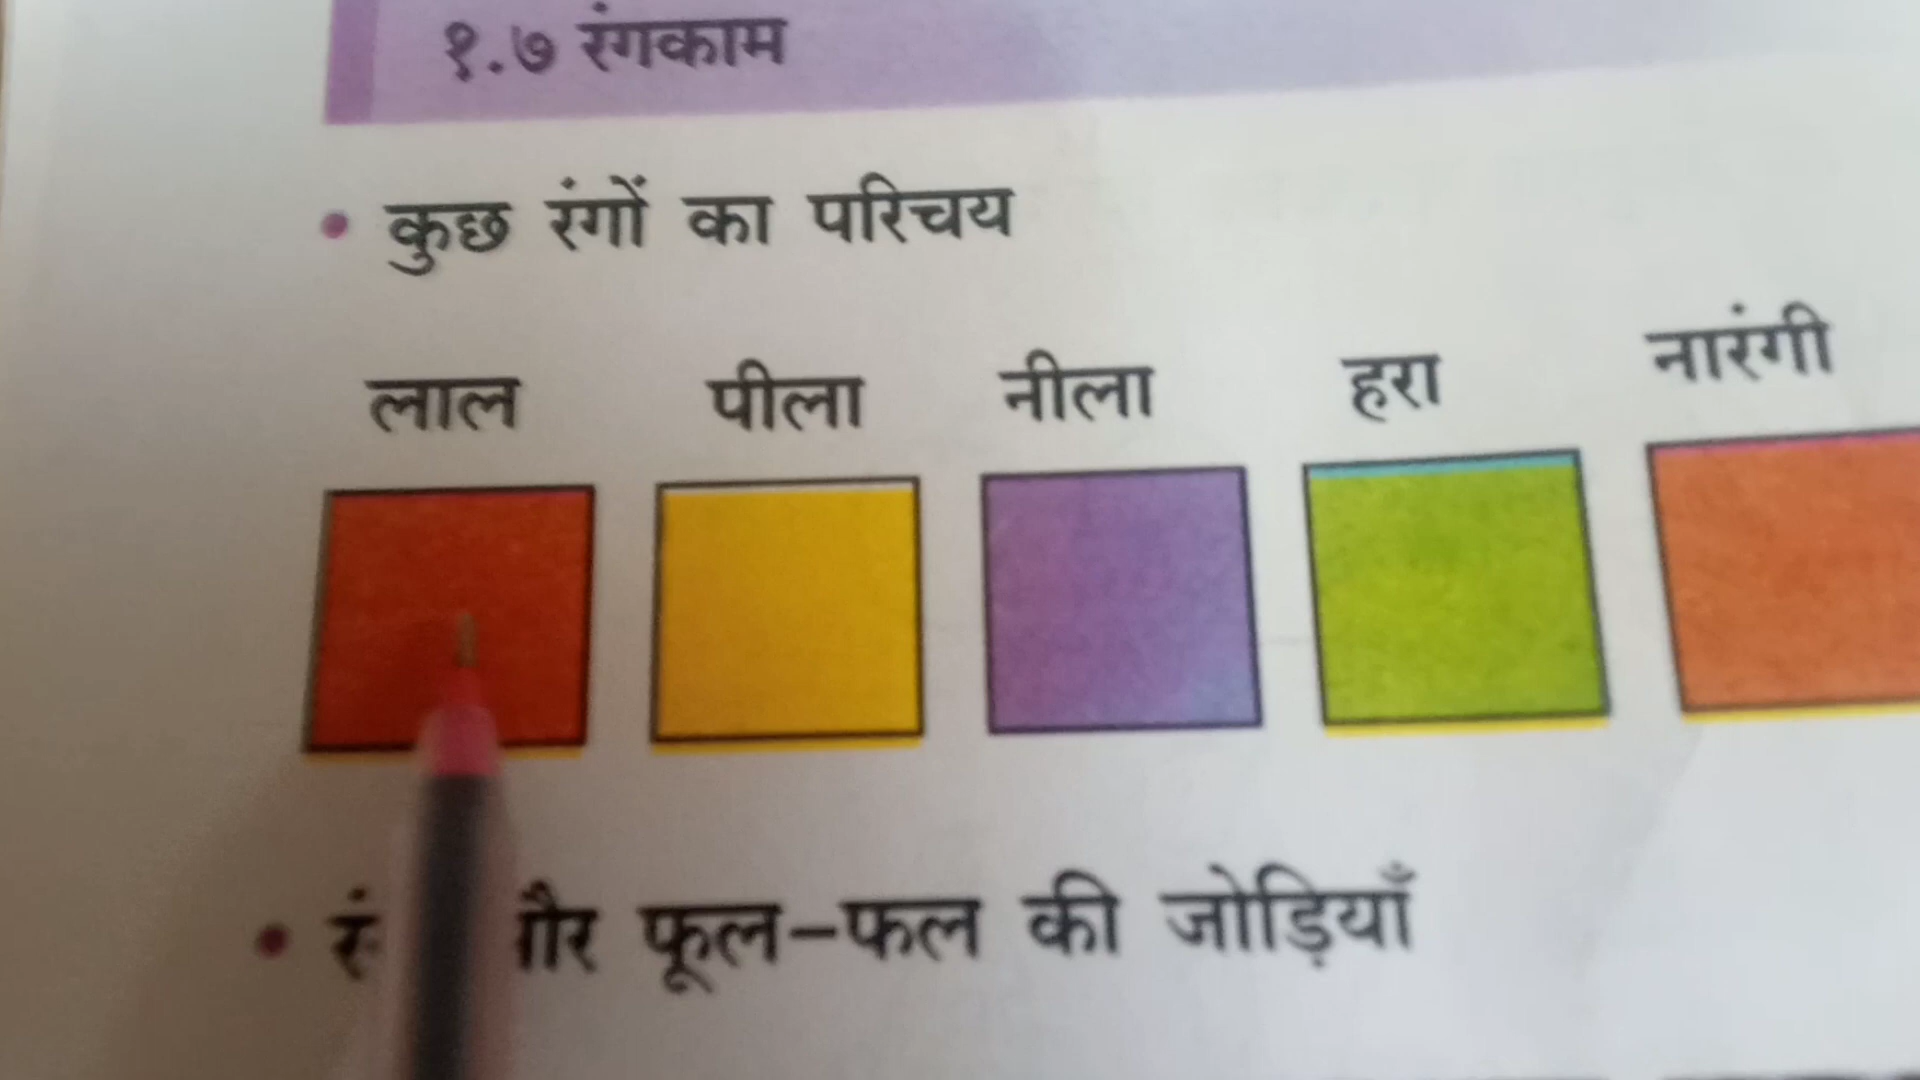 १.७ रंगकाम
• कुछ रंगों का परिचय
लाल पीला नीला हरा नारंगी
• फूल-फल की जोड़ियाँ